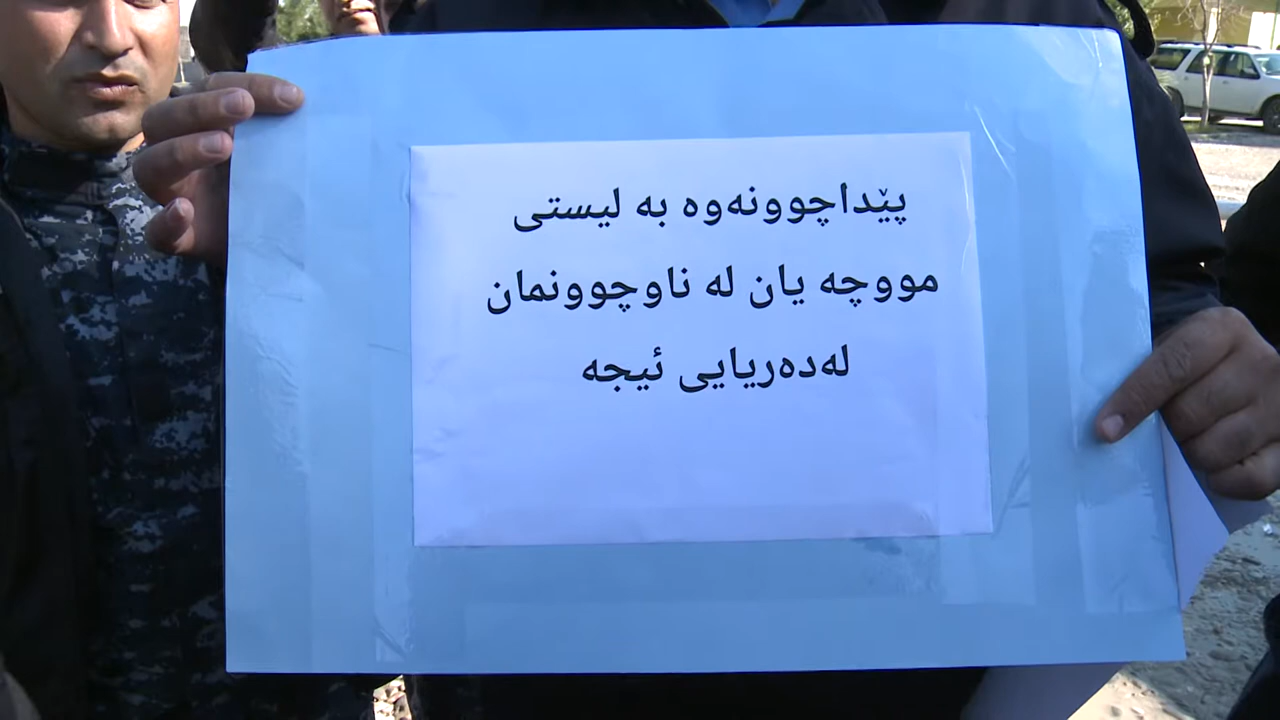 پێداچوونەوە بە لیستی
مووچە یان لە ناوچوونمان
لەدەریایی ئیجە